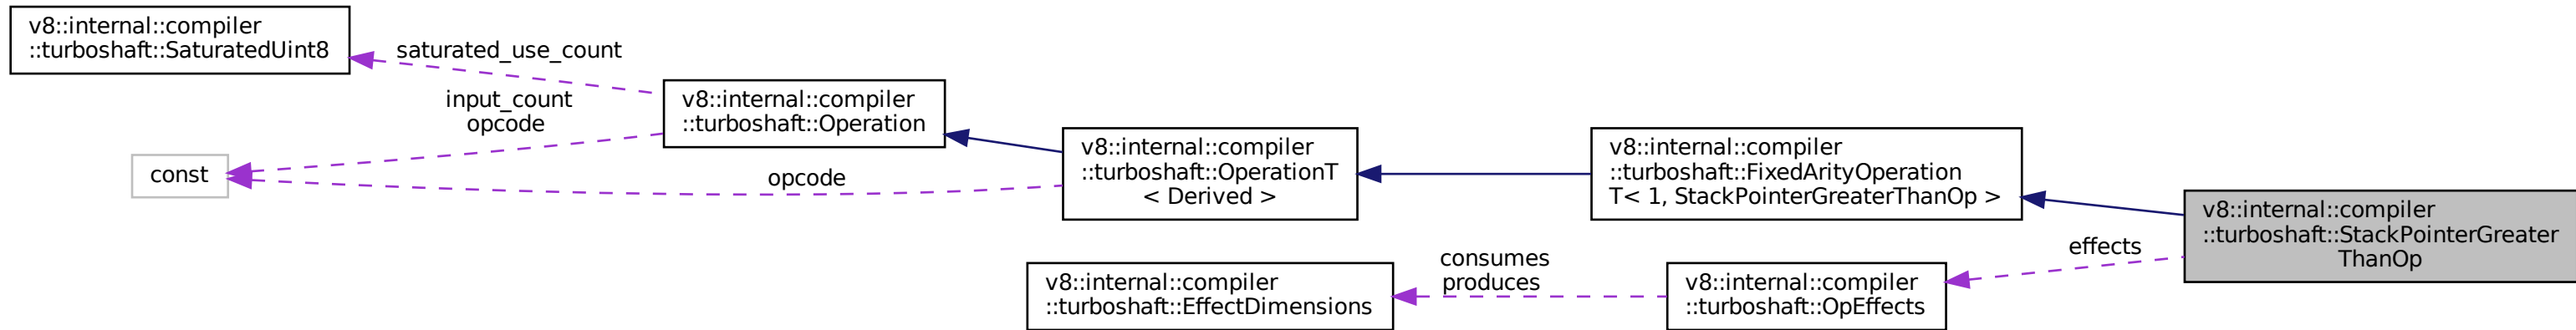 v8::internal::compiler
::turboshaft::SaturatedUint8
saturated_use_count
input_count
opcode
const
v8::internal::compiler
::turboshaft::Operation
opcode
v8::internal::compiler
::turboshaft::OperationT
< Derived >
v8::internal::compiler
::turboshaft::FixedArityOperation
T< 1, StackPointerGreaterThanOp >
v8::internal::compiler
::turboshaft::EffectDimensions
consumes
produces
v8::internal::compiler
::turboshaft::OpEffects
effects
v8::internal::compiler
::turboshaft::StackPointerGreater
ThanOp